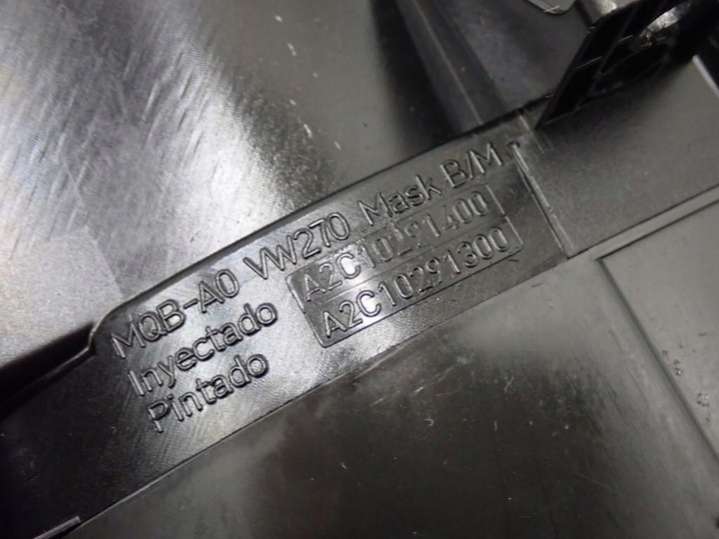 MQB-A0 VW270 Mask B/M
Inyectado A2C10291400
Pintado A2C10291300